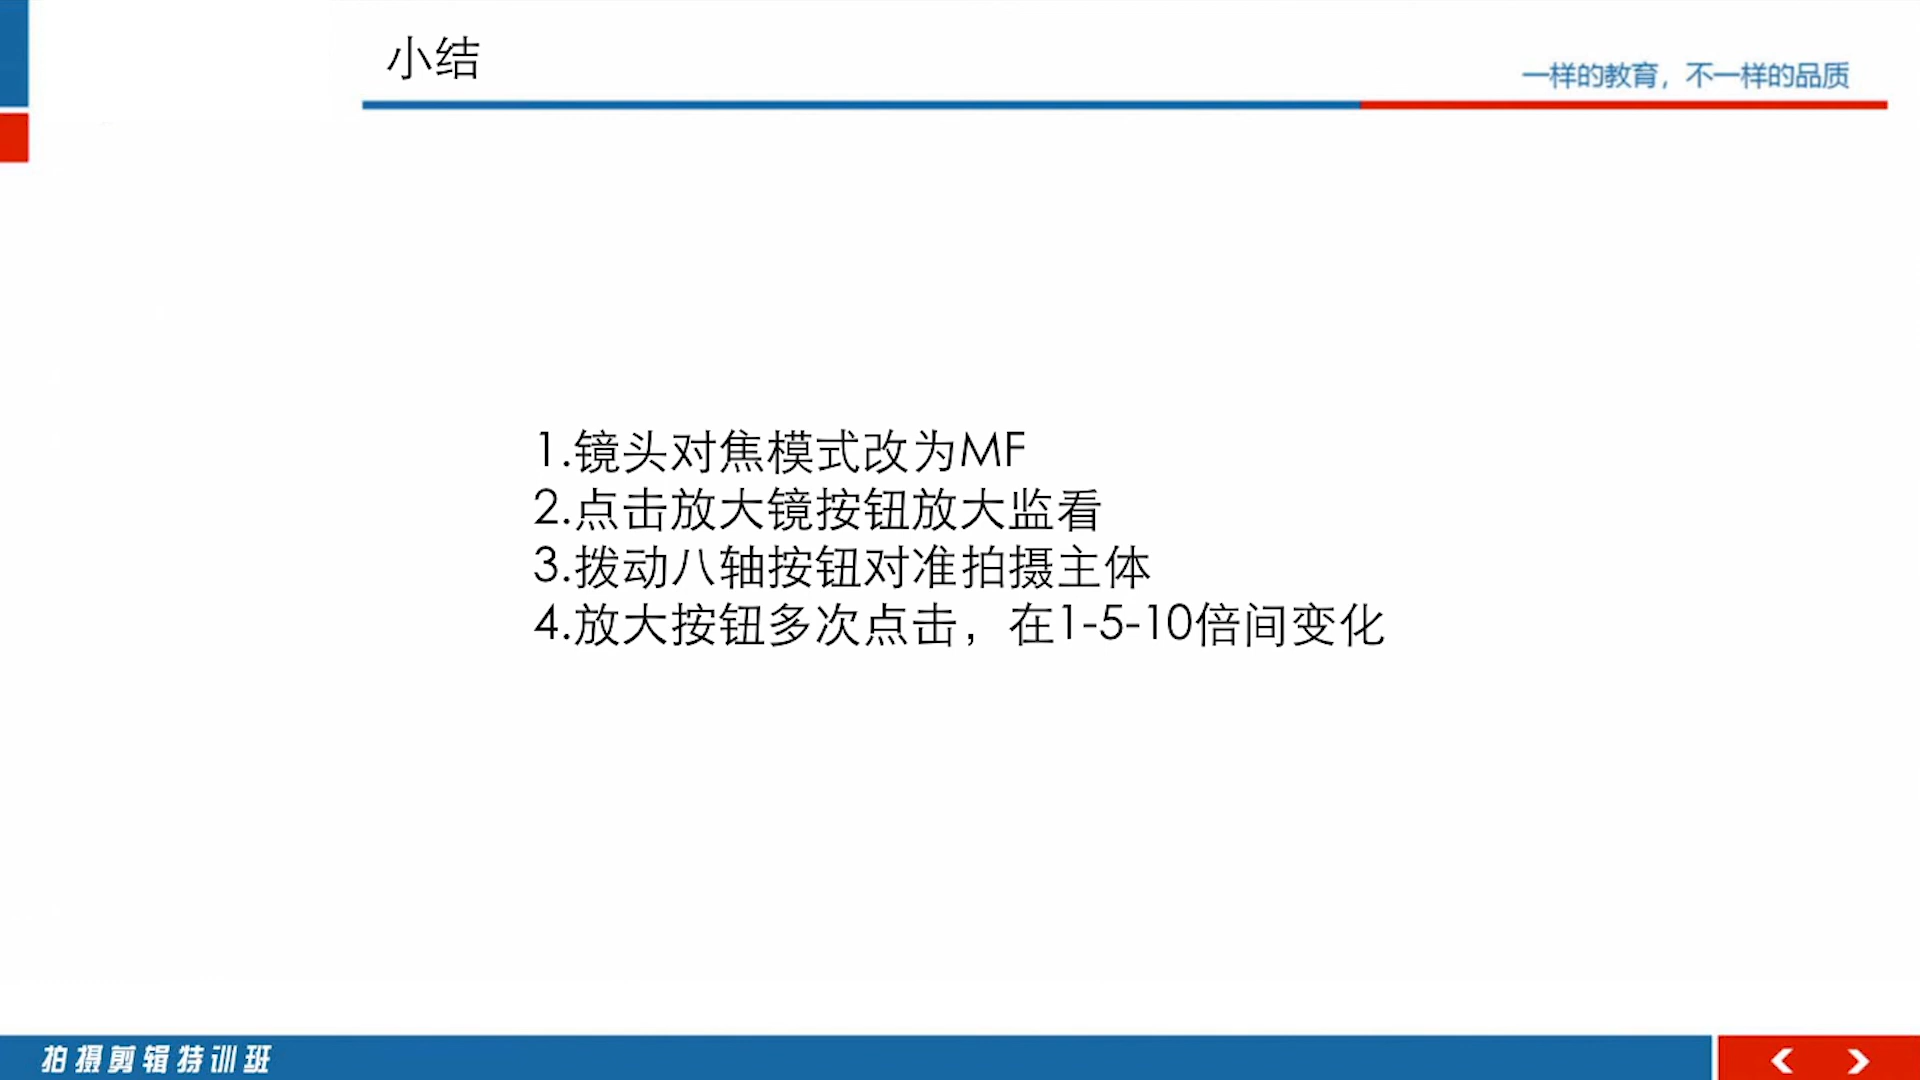 小结
一样的教育，不一样的品质
1.镜头对焦模式改为MF
2.点击放大镜按钮放大监看
3.拨动八轴按钮对准拍摄主体
4.放大按钮多次点击，在1-5-10倍间变化
拍摄剪辑特训班